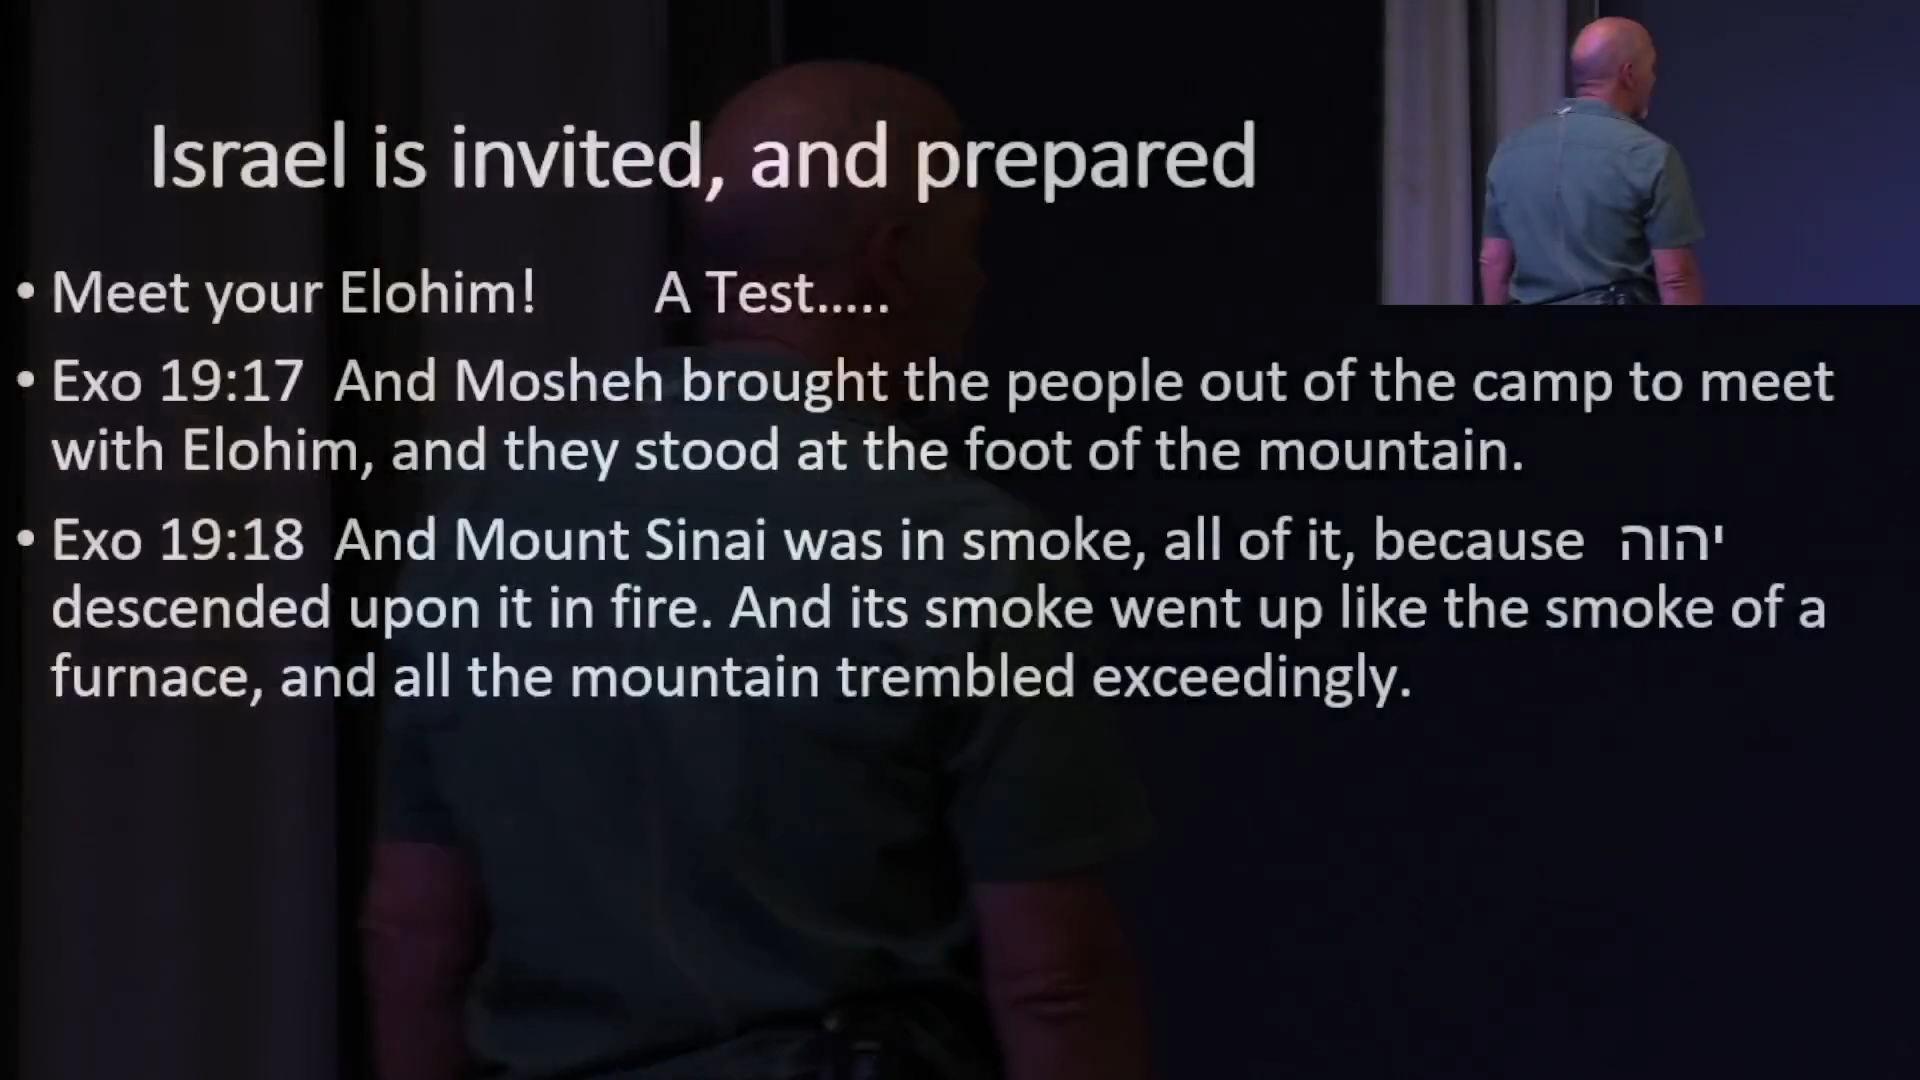 Israel is invited, and prepared
• Meet your Elohim! A Test.....
• Exo 19:17 And Mosheh brought the people out of the camp to meet
with Elohim, and they stood at the foot of the mountain.
• Exo 19:18 And Mount Sinai was in smoke, all of it, because יהוה
descended upon it in fire. And its smoke went up like the smoke of a
furnace, and all the mountain trembled exceedingly.